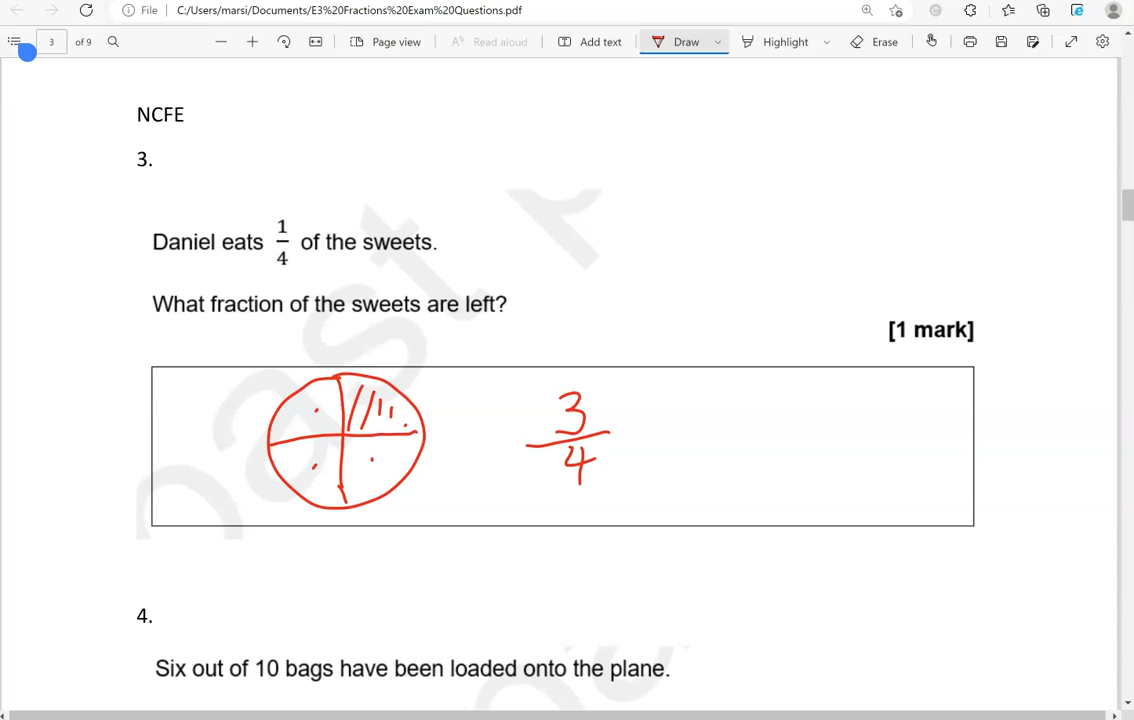 File C:/Users/marsi/Documents/E3%20Fractions%20Exam%20Questions.pdf
3 of 9 Page view Read aloud Add text Draw Highlight Erase
NCFE
3.
Daniel eats 1/4 of the sweets.
What fraction of the sweets are left?
[1 mark]
3
4
4.
Six out of 10 bags have been loaded onto the plane.